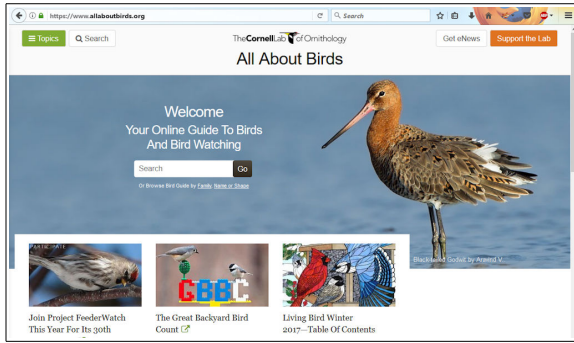 https://www.allaboutbirds.org
Search
Topics
Search
TheCornellLab of Ornithology
Get eNews
Support the Lab
All About Birds
Welcome
Your Online Guide To Birds
And Bird Watching
Search
Go
Or Browse Bird Guide by Family, Name or Shape
Black-tailed Godwit by Arvind V.
PARTICIPATE
GBBC
Join Project FeederWatch
This Year For Its 30th
The Great Backyard Bird
Count
Living Bird Winter
2017—Table Of Contents